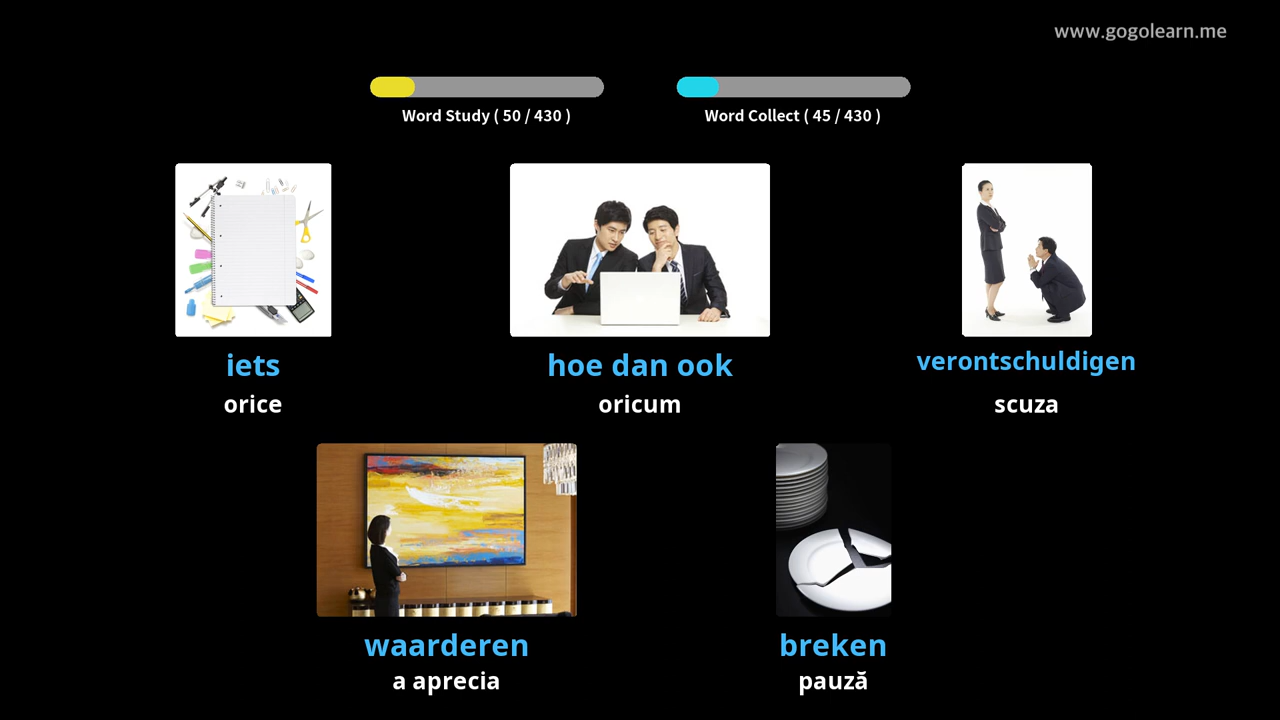 www.gogolearn.me
Word Study ( 50 / 430 )
Word Collect ( 45 / 430 )
iets
hoe dan ook
verontschuldigen
orice
oricum
scuza
waarderen
breken
a aprecia
pauză